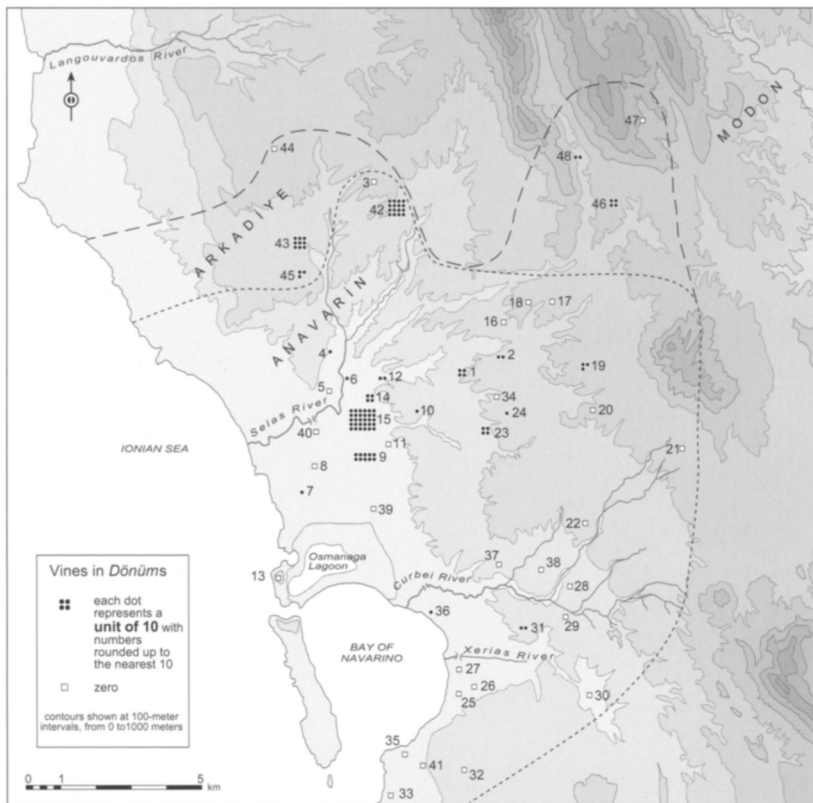 Langouvardos River
MODON
47
44
48
3
42
46
ARKADİYE
43
45
ANAVARİN
18
17
16
4
2
19
1
6
12
5
34
14
Selas River
15
10
24
20
23
40
11
IONIAN SEA
21
9
8
7
39
22
37
38
Osmanaga
Lagoon
13
Curbei River
28
36
29
31
BAY OF
NAVARINO
Xerias River
27
26
25
30
35
41
32
33
Vines in Dönüms
each dot
represents a
unit of 10 with
numbers
rounded up to
the nearest 10
zero
contours shown at 100-meter
intervals, from 0 to1000 meters
0 1 5
km